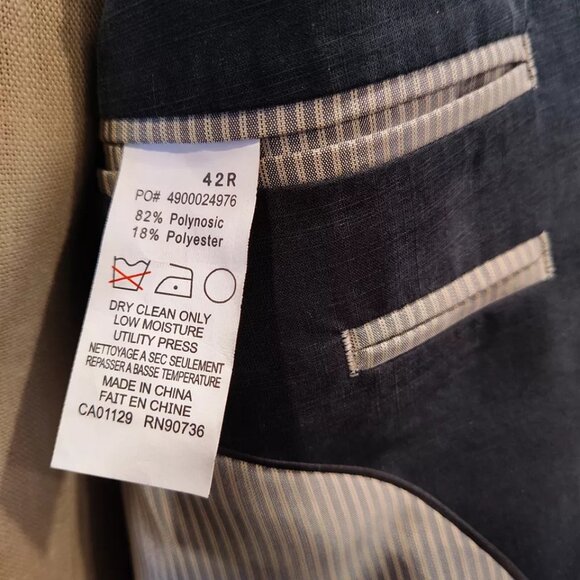 42R
PO# 4900024976
82% Polynosic
18% Polyester
DRY CLEAN ONLY
LOW MOISTURE
UTILITY PRESS
NETTOYAGE A SEC SEULEMENT
REPASSER A BASSE TEMPERATURE
MADE IN CHINA
FAIT EN CHINE
CA01129 RN90736